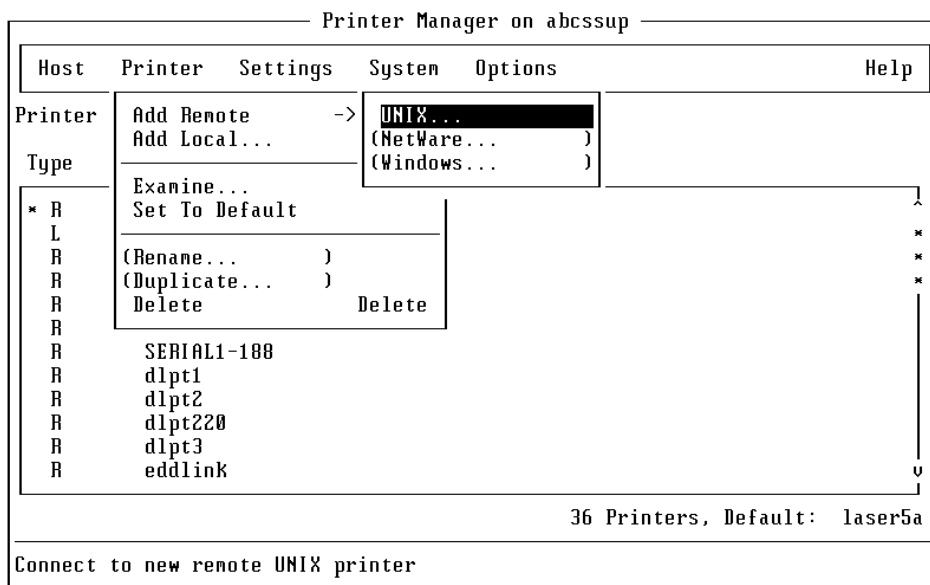 Printer Manager on abcssup
Host Printer Settings System Options Help
Printer Add Remote -> UNIX...
Add Local... (NetWare... )
Type (Windows... )
Examine...
* R Set To Default ^
L *
R (Rename... ) *
R (Duplicate... ) *
R Delete Delete
R
R SERIAL1-188
R dlpt1
R dlpt2
R dlpt220
R dlpt3
R eddlink v
36 Printers, Default: laser5a
Connect to new remote UNIX printer